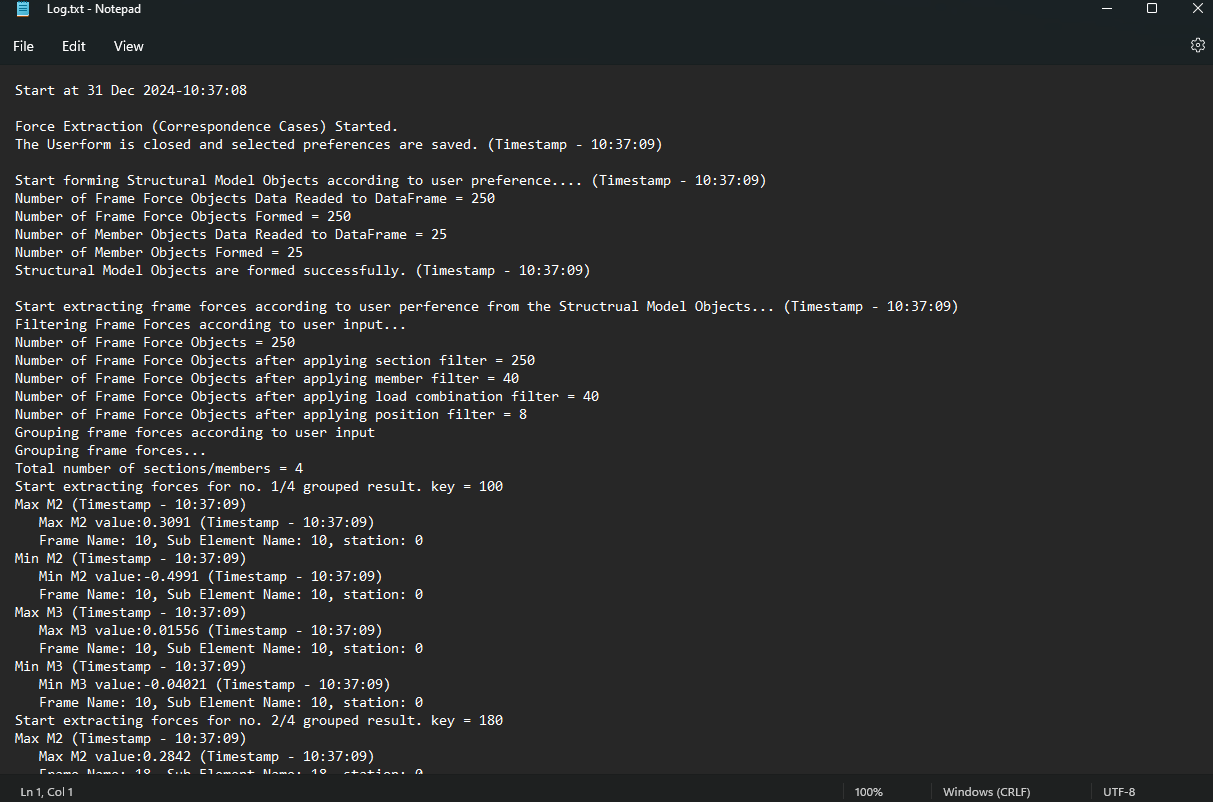 Log.txt - Notepad
File Edit View
Start at 31 Dec 2024-10:37:08
Force Extraction (Correspondence Cases) Started.
The Userform is closed and selected preferences are saved. (Timestamp - 10:37:09)
Start forming Structural Model Objects according to user preference.... (Timestamp - 10:37:09)
Number of Frame Force Objects Data Readed to DataFrame = 250
Number of Frame Force Objects Formed = 250
Number of Member Objects Data Readed to DataFrame = 25
Number of Member Objects Formed = 25
Structural Model Objects are formed successfully. (Timestamp - 10:37:09)
Start extracting frame forces according to user perference from the Structrual Model Objects... (Timestamp - 10:37:09)
Filtering Frame Forces according to user input...
Number of Frame Force Objects = 250
Number of Frame Force Objects after applying section filter = 250
Number of Frame Force Objects after applying member filter = 40
Number of Frame Force Objects after applying load combination filter = 40
Number of Frame Force Objects after applying position filter = 8
Grouping frame forces according to user input
Grouping frame forces...
Total number of sections/members = 4
Start extracting forces for no. 1/4 grouped result. key = 100
Max M2 (Timestamp - 10:37:09)
Max M2 value:0.3091 (Timestamp - 10:37:09)
Frame Name: 10, Sub Element Name: 10, station: 0
Min M2 (Timestamp - 10:37:09)
Min M2 value:-0.4991 (Timestamp - 10:37:09)
Frame Name: 10, Sub Element Name: 10, station: 0
Max M3 (Timestamp - 10:37:09)
Max M3 value:0.01556 (Timestamp - 10:37:09)
Frame Name: 10, Sub Element Name: 10, station: 0
Min M3 (Timestamp - 10:37:09)
Min M3 value:-0.04021 (Timestamp - 10:37:09)
Frame Name: 10, Sub Element Name: 10, station: 0
Start extracting forces for no. 2/4 grouped result. key = 180
Max M2 (Timestamp - 10:37:09)
Max M2 value:0.2842 (Timestamp - 10:37:09)
Frame Name: 18, Sub Element Name: 18, station: 0
Ln 1, Col 1 100% Windows (CRLF) UTF-8